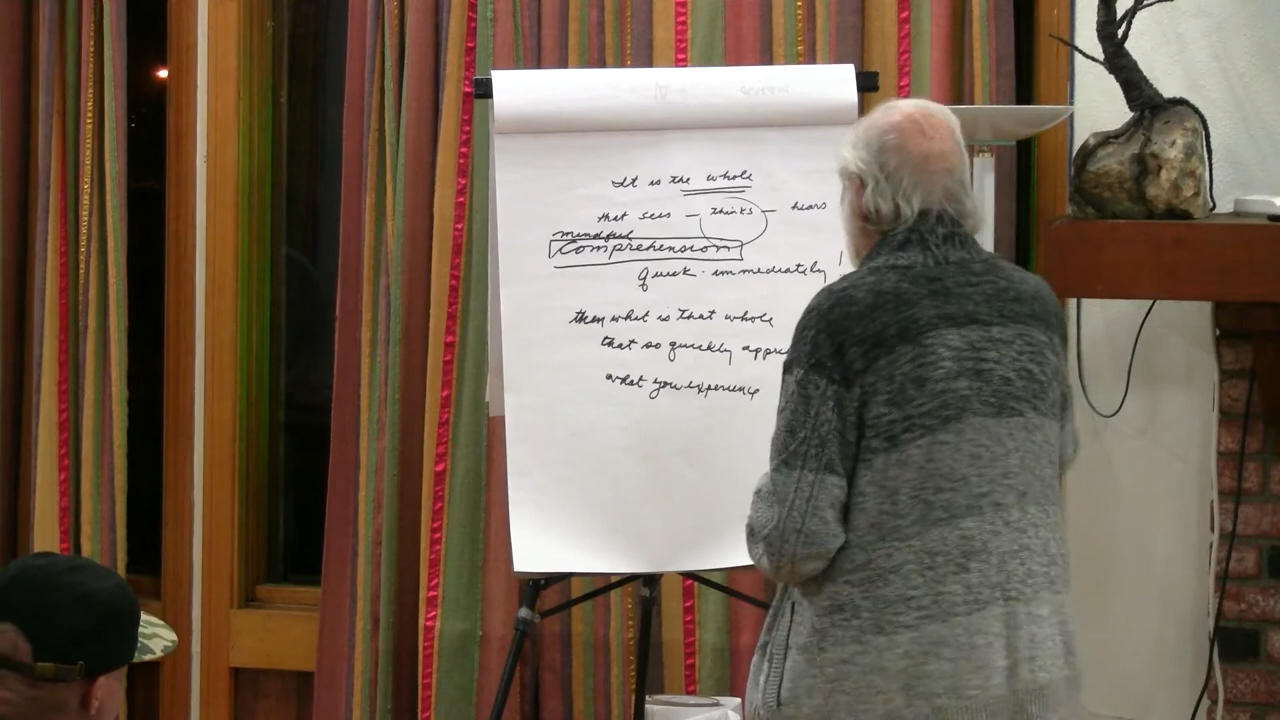 It is the whole
that sees - thinks - hears
mindful
Comprehension
quick - immediately !
then what is that whole
that so quickly
what you experience